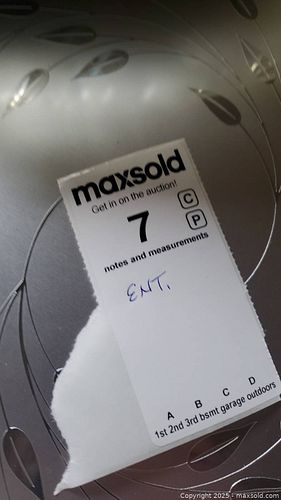 maxsold
Get in on the auction!
7 C
P
notes and measurements
ENT.
A B C D
1st 2nd 3rd bsmt garage outdoors
Copyright 2025 - maxsold.com